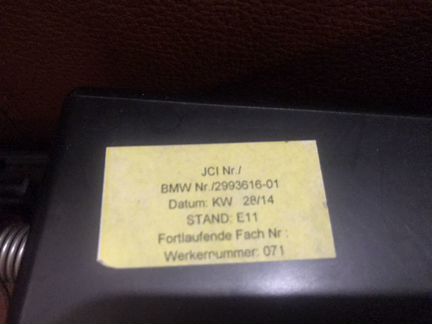 JCI Nr./
BMW Nr./2993616-01
Datum: KW 28/14
STAND: E11
Fortlaufende Fach Nr :
Werkernummer: 071